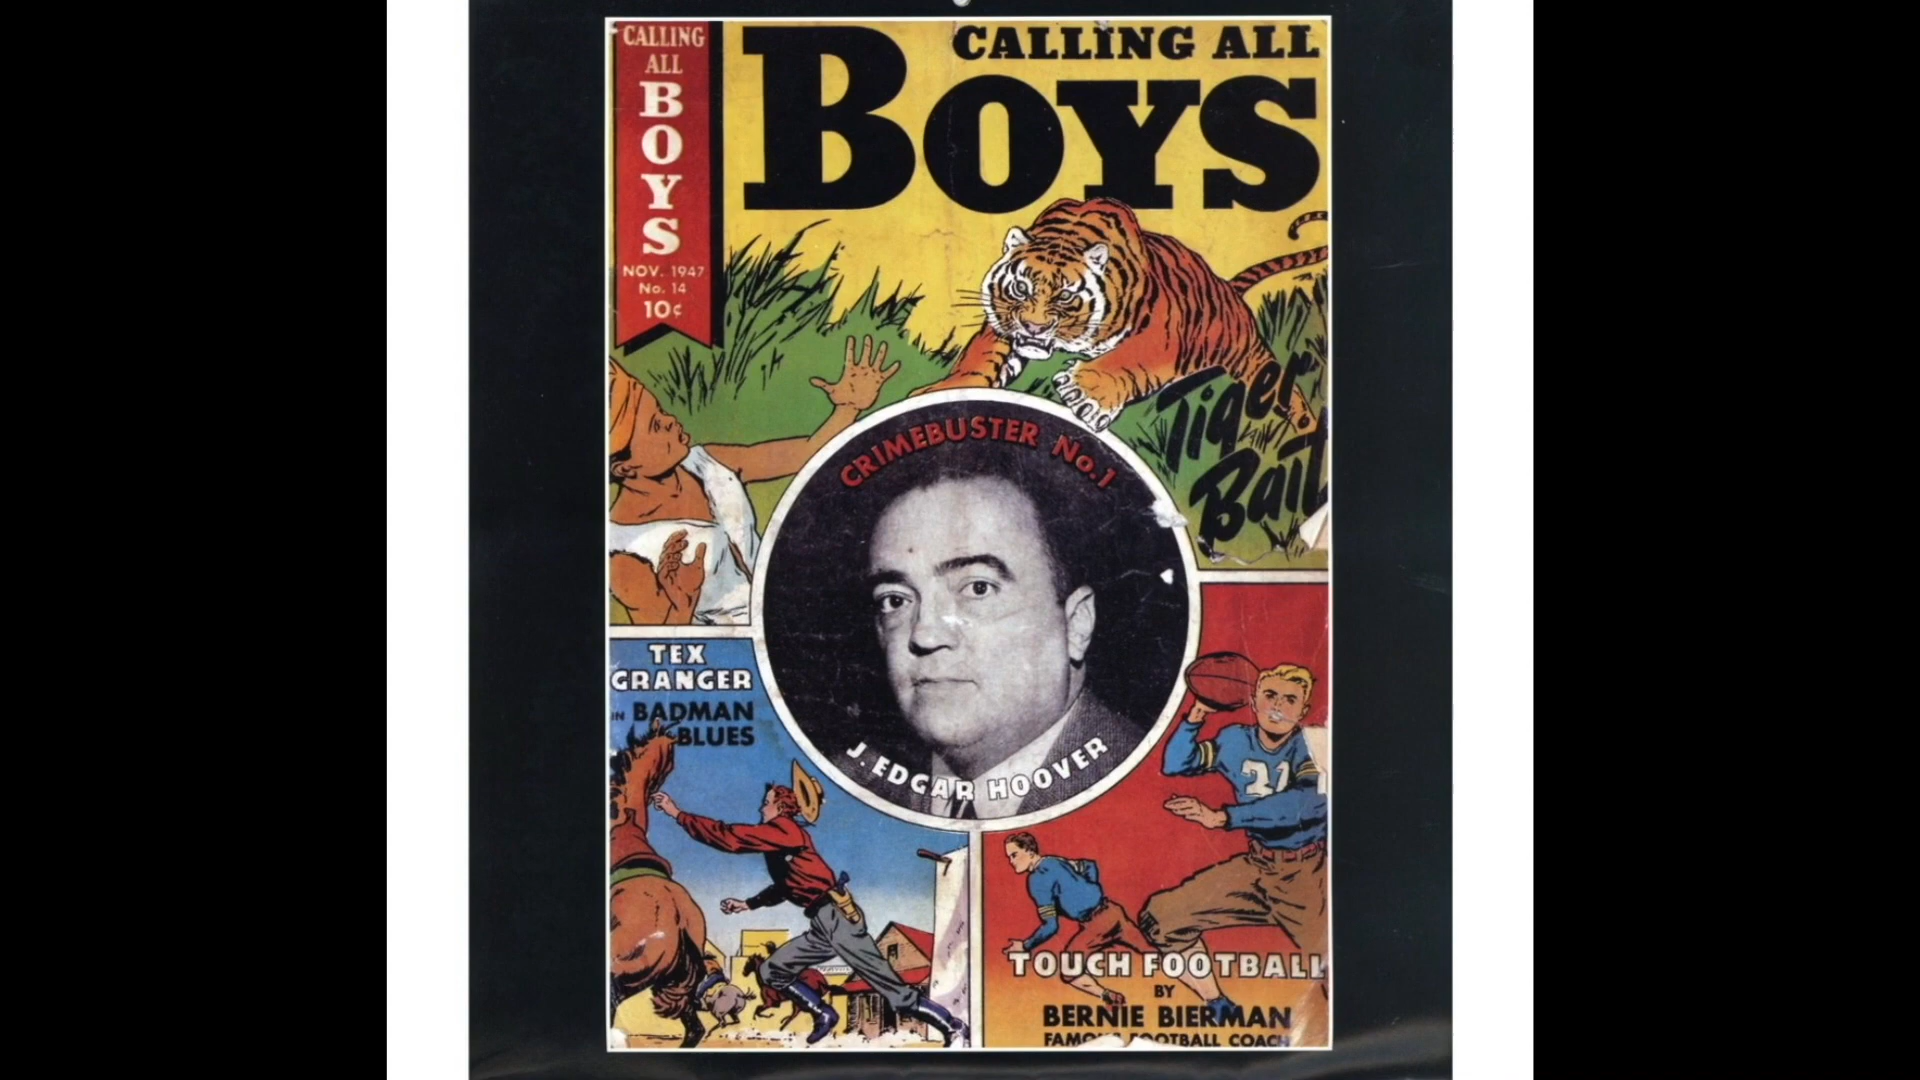 CALLING
ALL
BOYS
NOV. 1947
No. 14
10¢
CALLING ALL
BOYS
Tiger
Bait
CRIMEBUSTER No.1
J. EDGAR HOOVER
TEX
GRANGER
IN BADMAN
BLUES
31
TOUCH FOOTBALL
BY
BERNIE BIERMAN
FAMOUS FOOTBALL COACH